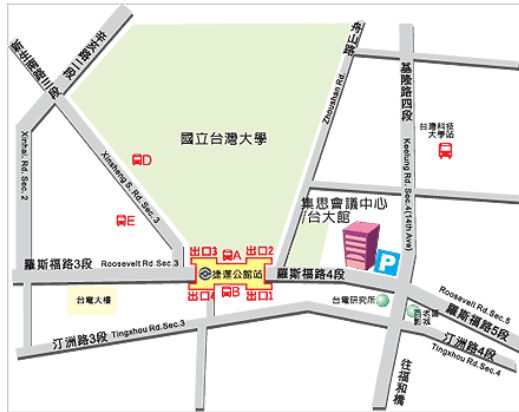 辛亥路二段
新生南路三段
舟山路
Zhoushan Rd.
基隆路四段
Keelung Rd. Sec.4(14th Ave)
台灣科技
大學站
國立台灣大學
D
E
Xinhai. Rd. Sec. 2
Xinsheng S. Rd. Sec. 3
集思會議中心
/台大館
P
出口3
A
出口2
羅斯福路3段
Roosevelt Rd.Sec.3
捷運公館站
羅斯福路4段
出口4
B
出口1
台電大樓
台電研究所
Roosevelt Rd.Sec.5
羅斯福路5段
汀洲路3段
Tingzhou Rd.Sec.3
汀洲路4段
Tingzhou Rd.Sec.4
往福和橋